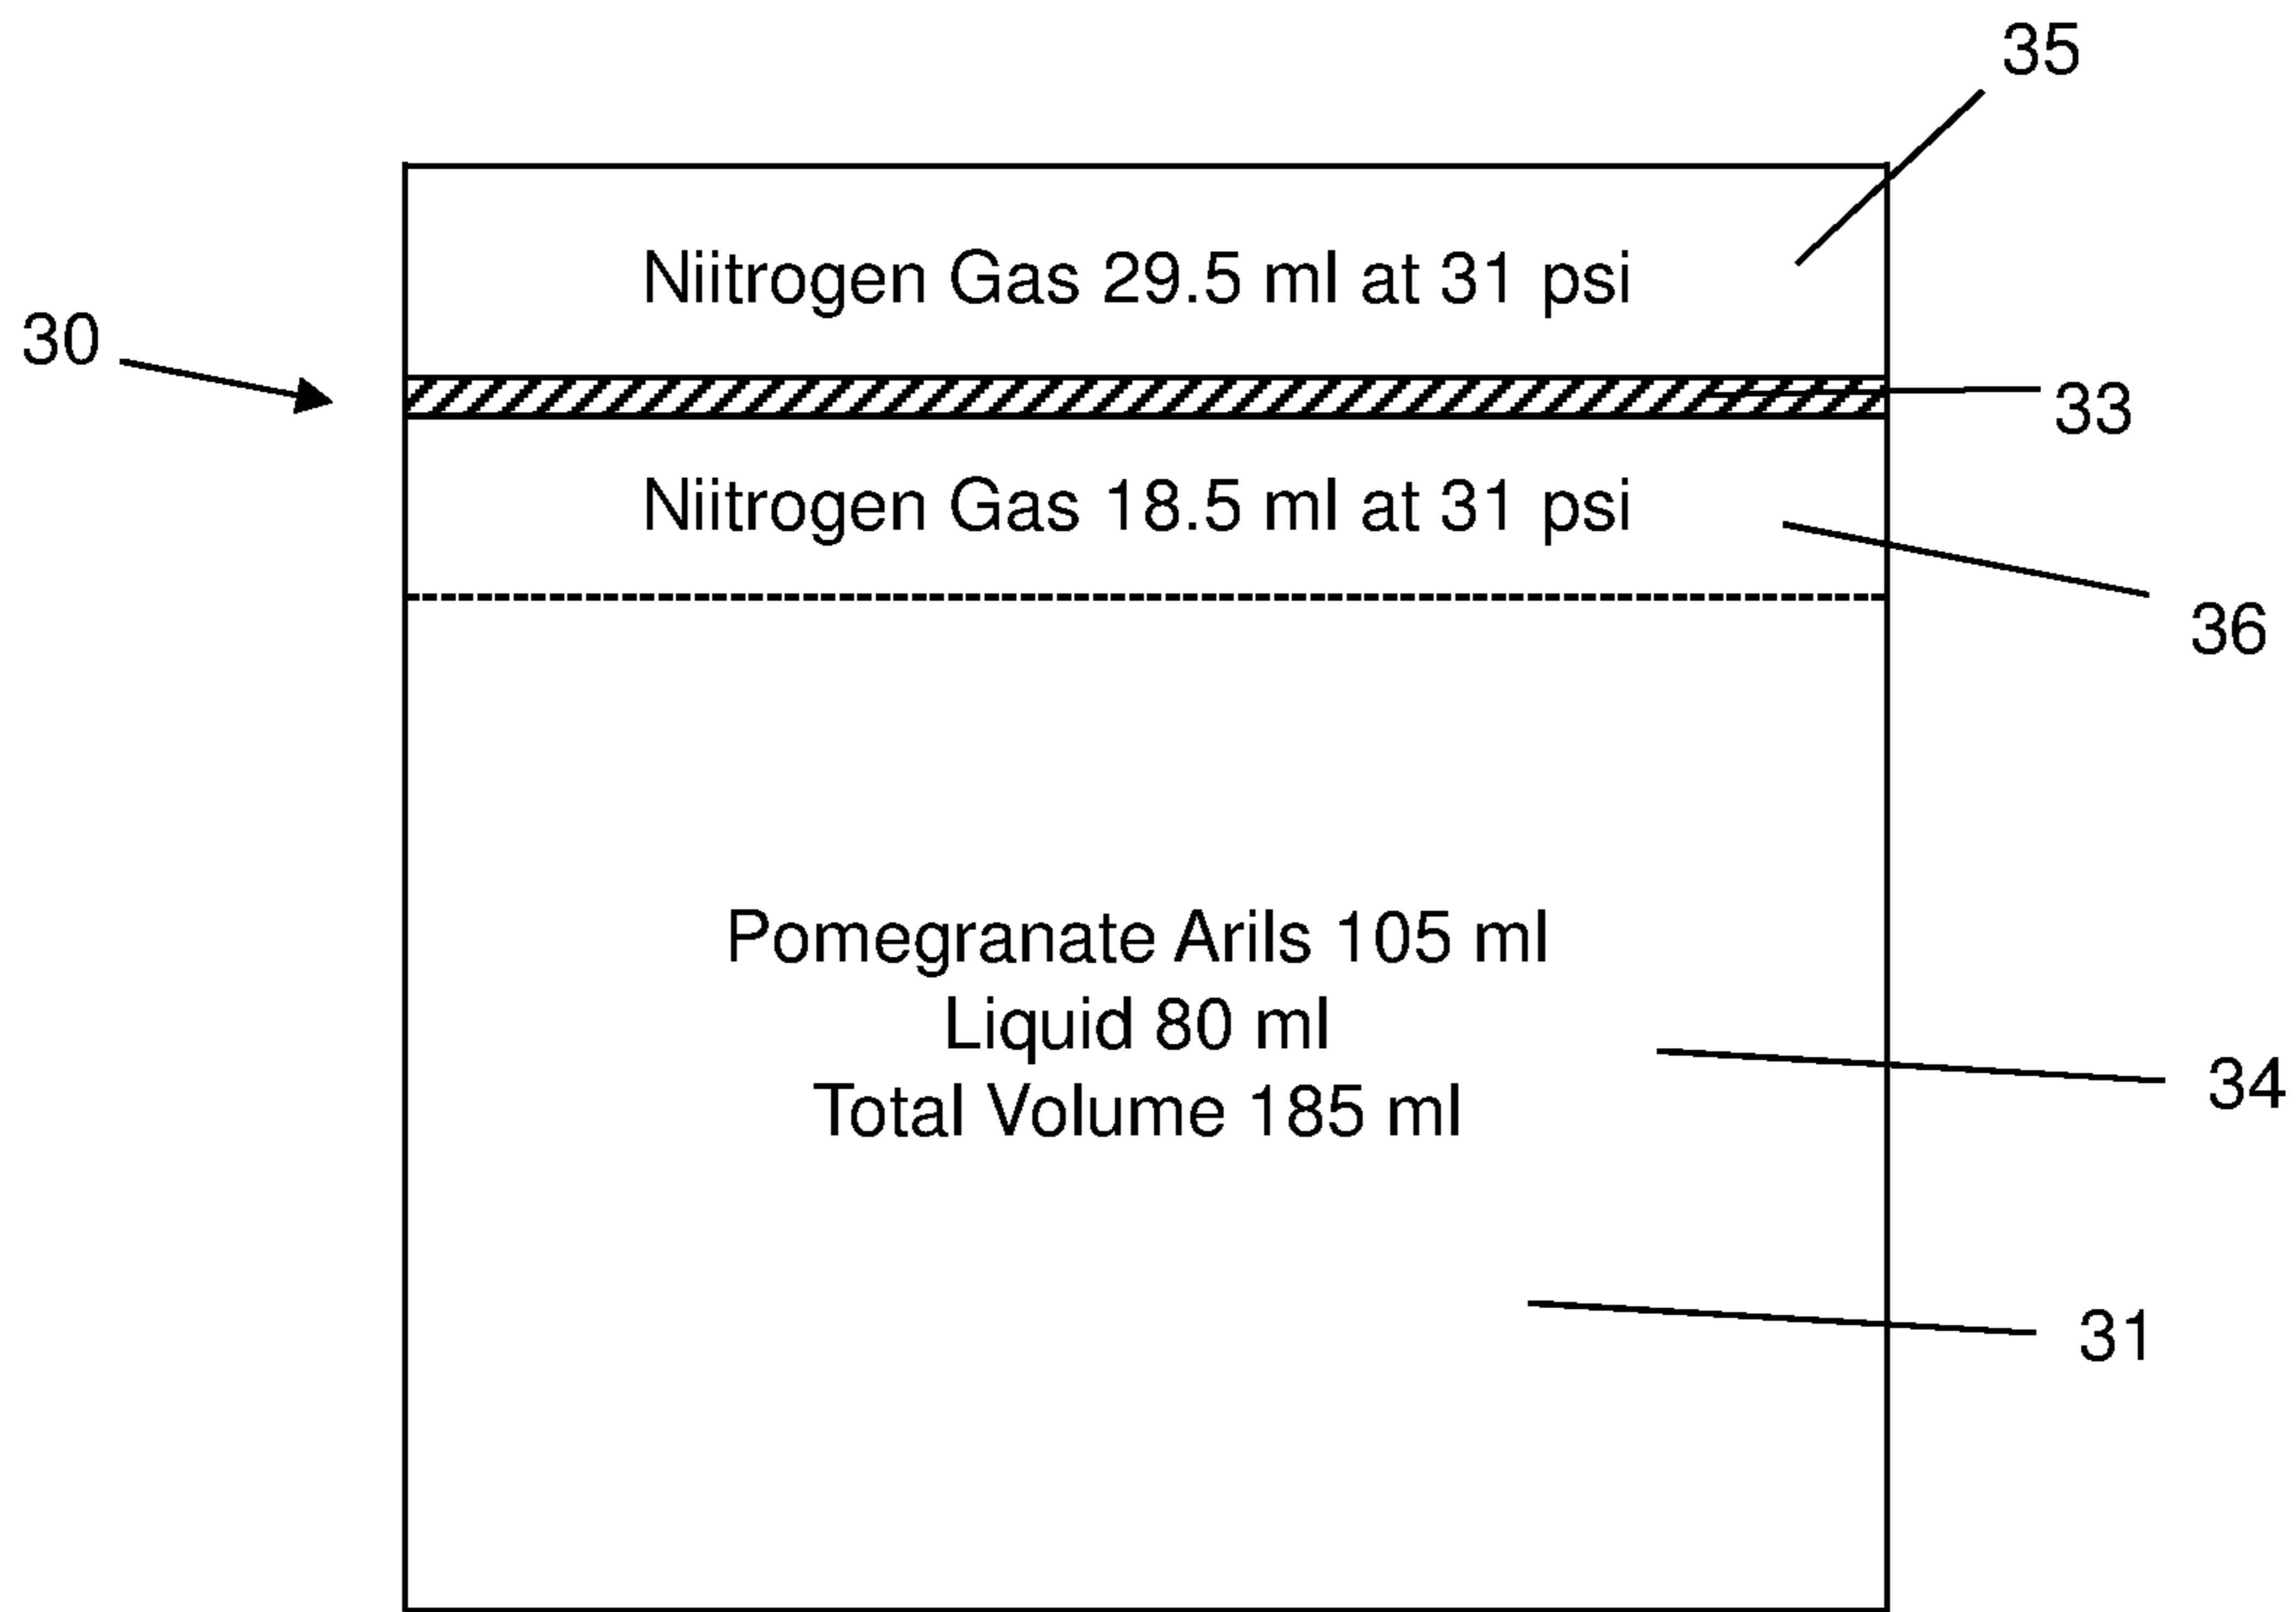 35
Niitrogen Gas 29.5 ml at 31 psi
30
33
Niitrogen Gas 18.5 ml at 31 psi
36
Pomegranate Arils 105 ml
Liquid 80 ml
34
Total Volume 185 ml
31